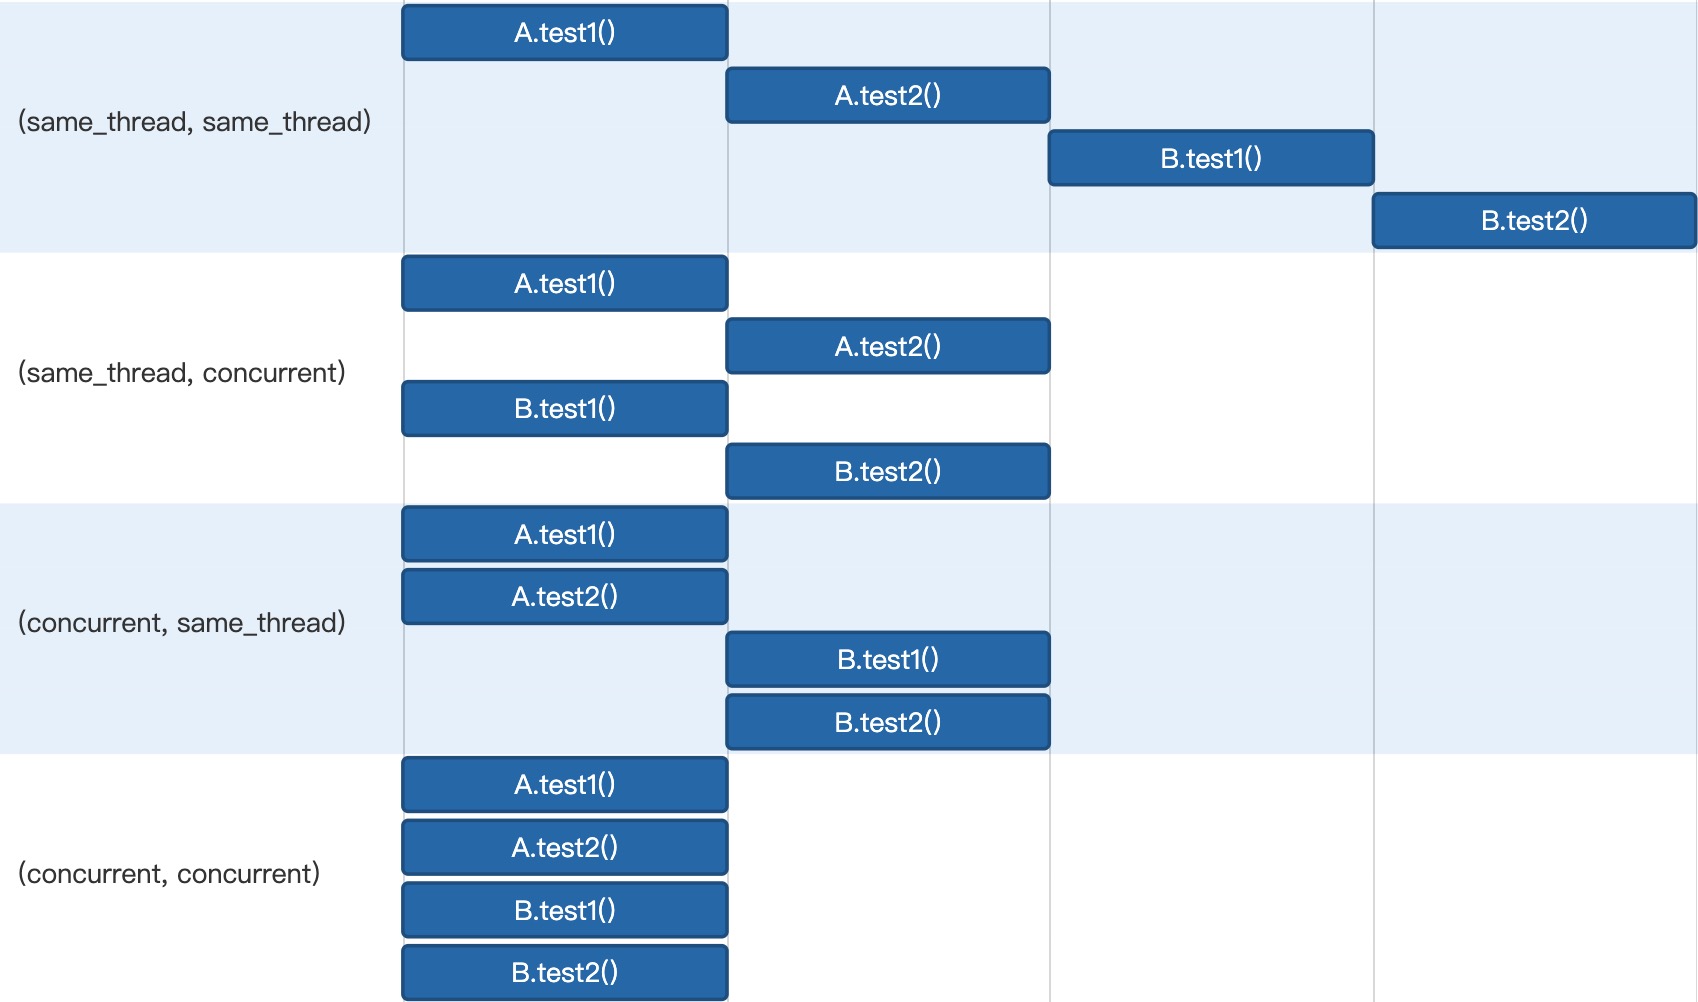 A.test1()
A.test2()
(same_thread, same_thread)
B.test1()
B.test2()
A.test1()
A.test2()
(same_thread, concurrent)
B.test1()
B.test2()
A.test1()
A.test2()
(concurrent, same_thread)
B.test1()
B.test2()
A.test1()
A.test2()
(concurrent, concurrent)
B.test1()
B.test2()